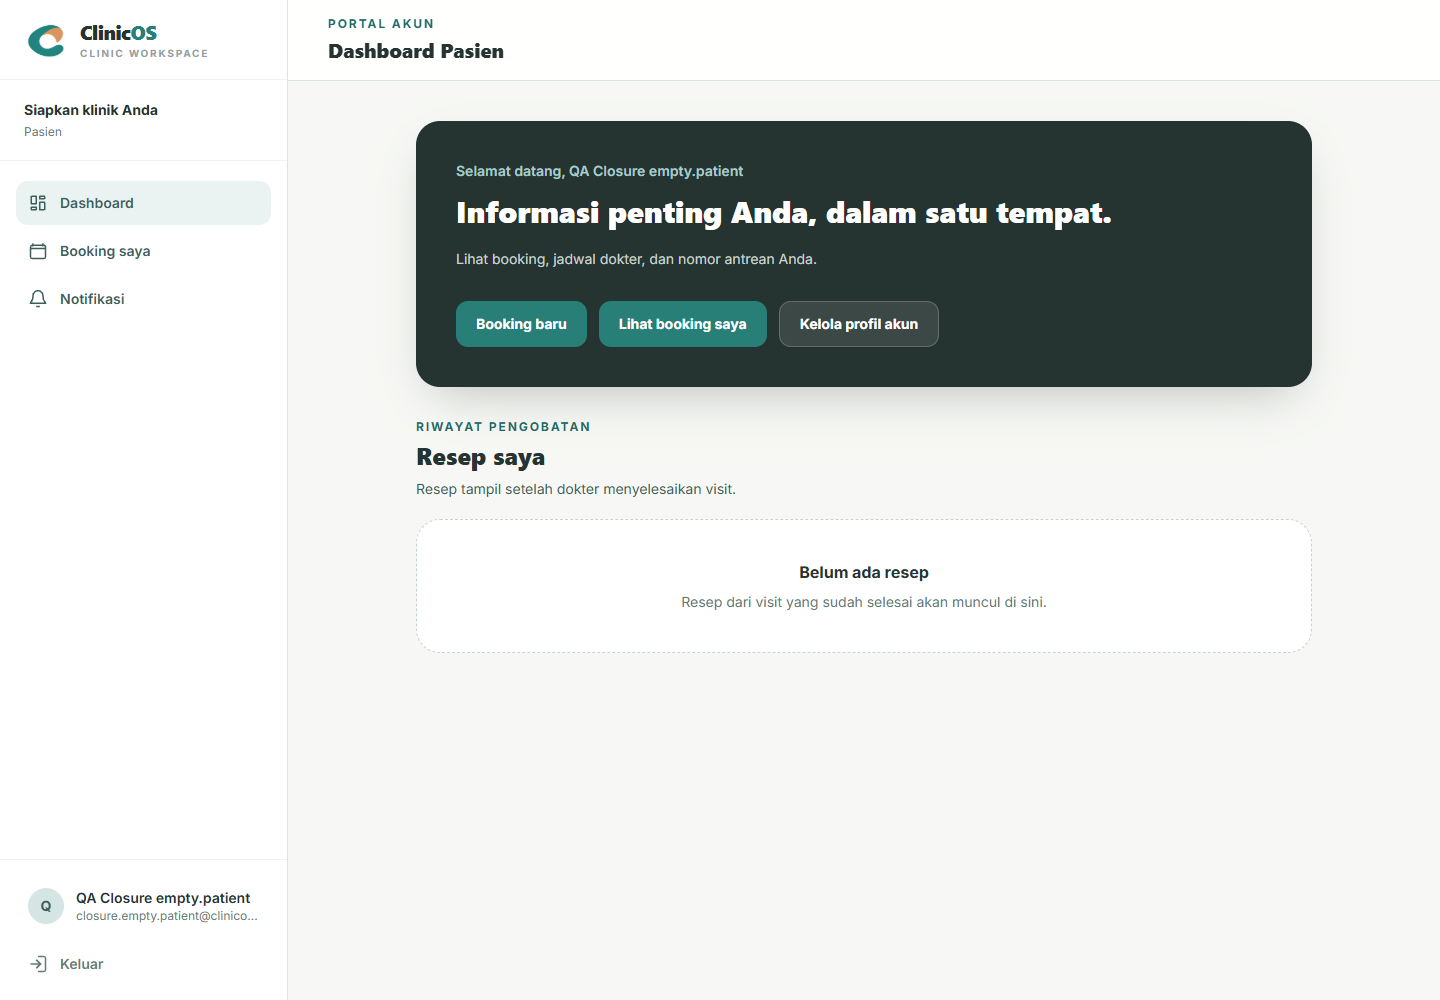 ClinicOS
CLINIC WORKSPACE
Siapkan klinik Anda
Pasien
Dashboard
Booking saya
Notifikasi
Q
QA Closure empty.patient
closure.empty.patient@clinico...
Keluar
PORTAL AKUN
Dashboard Pasien
Selamat datang, QA Closure empty.patient
Informasi penting Anda, dalam satu tempat.
Lihat booking, jadwal dokter, dan nomor antrean Anda.
Booking baru
Lihat booking saya
Kelola profil akun
RIWAYAT PENGOBATAN
Resep saya
Resep tampil setelah dokter menyelesaikan visit.
Belum ada resep
Resep dari visit yang sudah selesai akan muncul di sini.